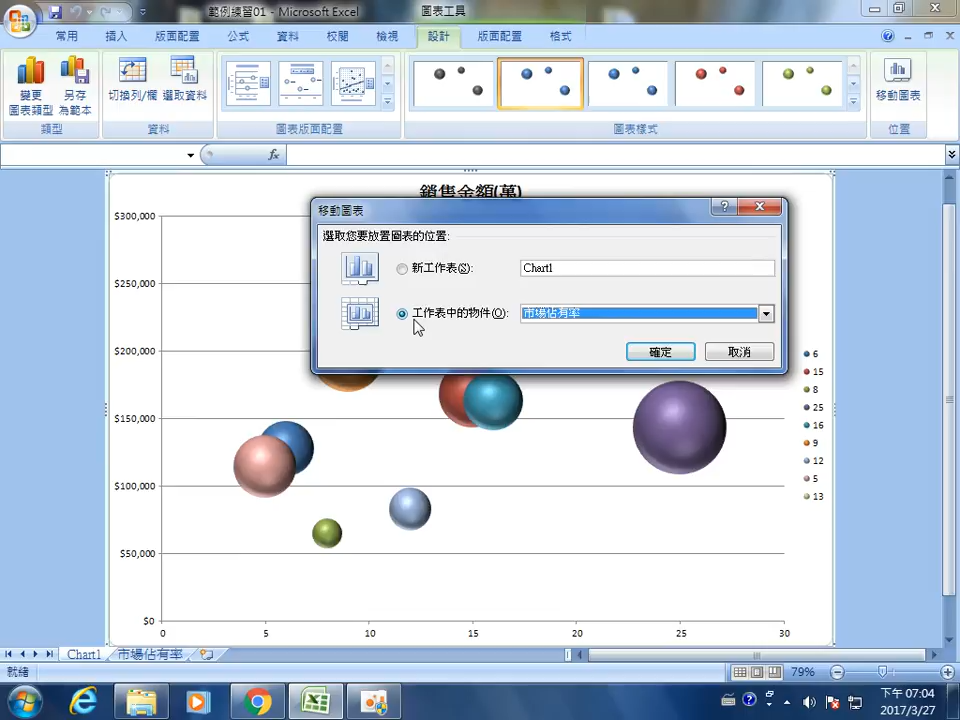 範例練習01 - Microsoft Excel
圖表工具
常用
插入
版面配置
公式
資料
校閱
檢視
設計
版面配置
格式
變更
圖表類型
另存
為範本
切換列/欄
選取資料
類型
資料
圖表版面配置
圖表樣式
移動圖表
位置
fx
銷售金額(萬)
$300,000
$250,000
$200,000
$150,000
$100,000
$50,000
$0
0
5
10
15
20
25
30
6
15
8
25
16
9
12
5
13
移動圖表
選取您要放置圖表的位置:
新工作表(S):
Chart1
工作表中的物件(O):
市場佔有率
確定
取消
Chart1
市場佔有率
就緒
79%
下午 07:04
2017/3/27